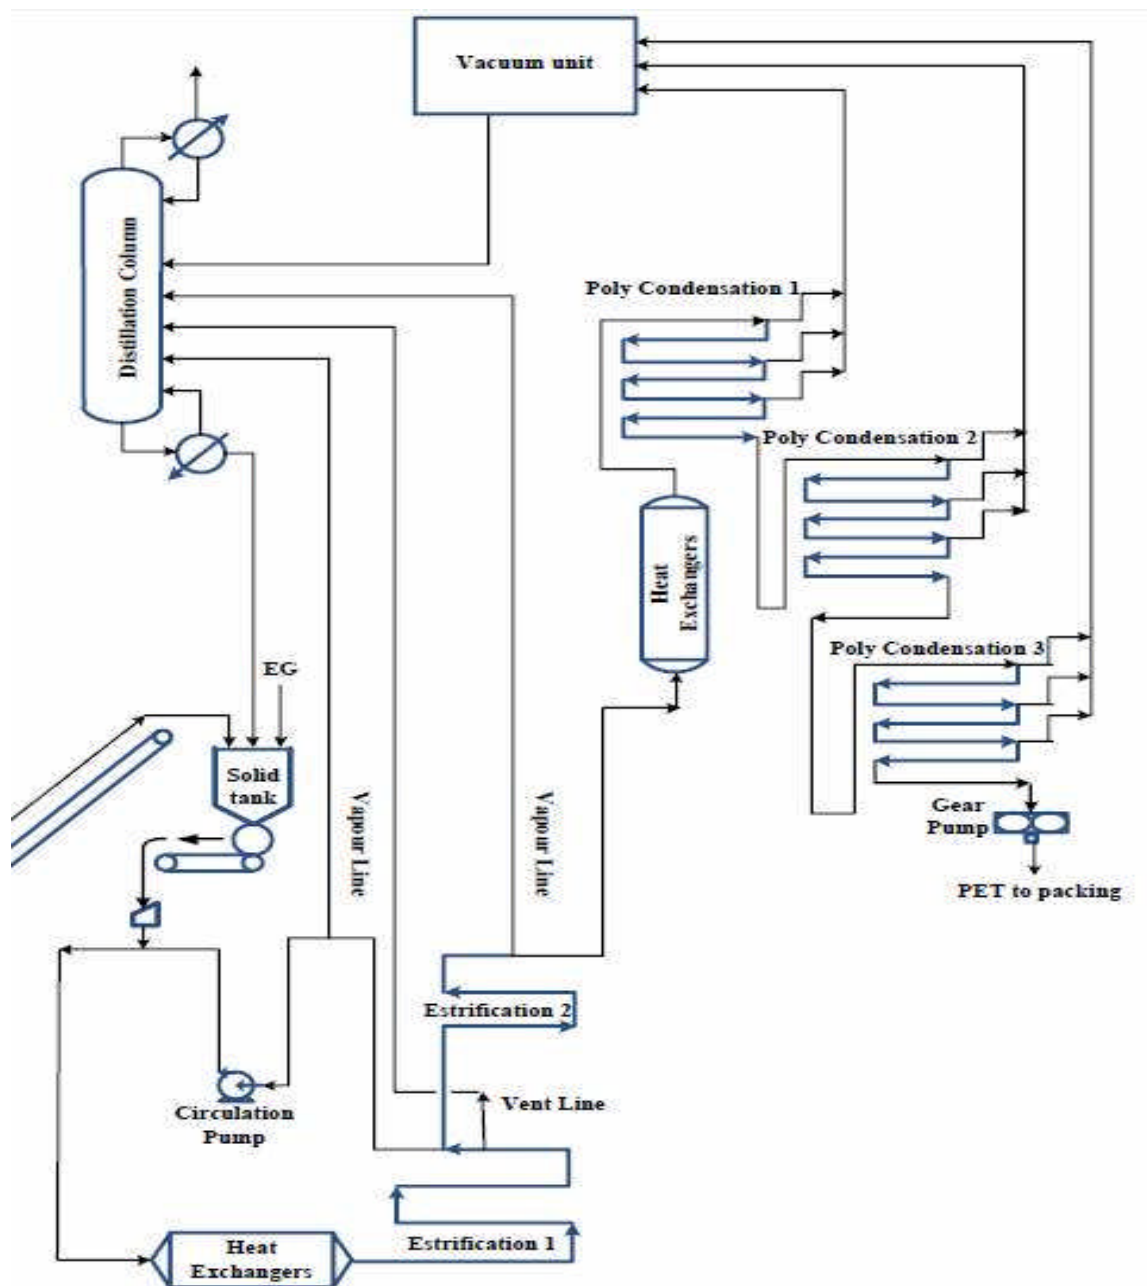 Vacuum unit
Distillation Column
Poly Condensation 1
Poly Condensation 2
Heat
Exchangers
Poly Condensation 3
EG
Solid
tank
Vapour Line
Vapour Line
Gear
Pump
PET to packing
Estrification 2
Vent Line
Circulation
Pump
Estrification 1
Heat
Exchangers